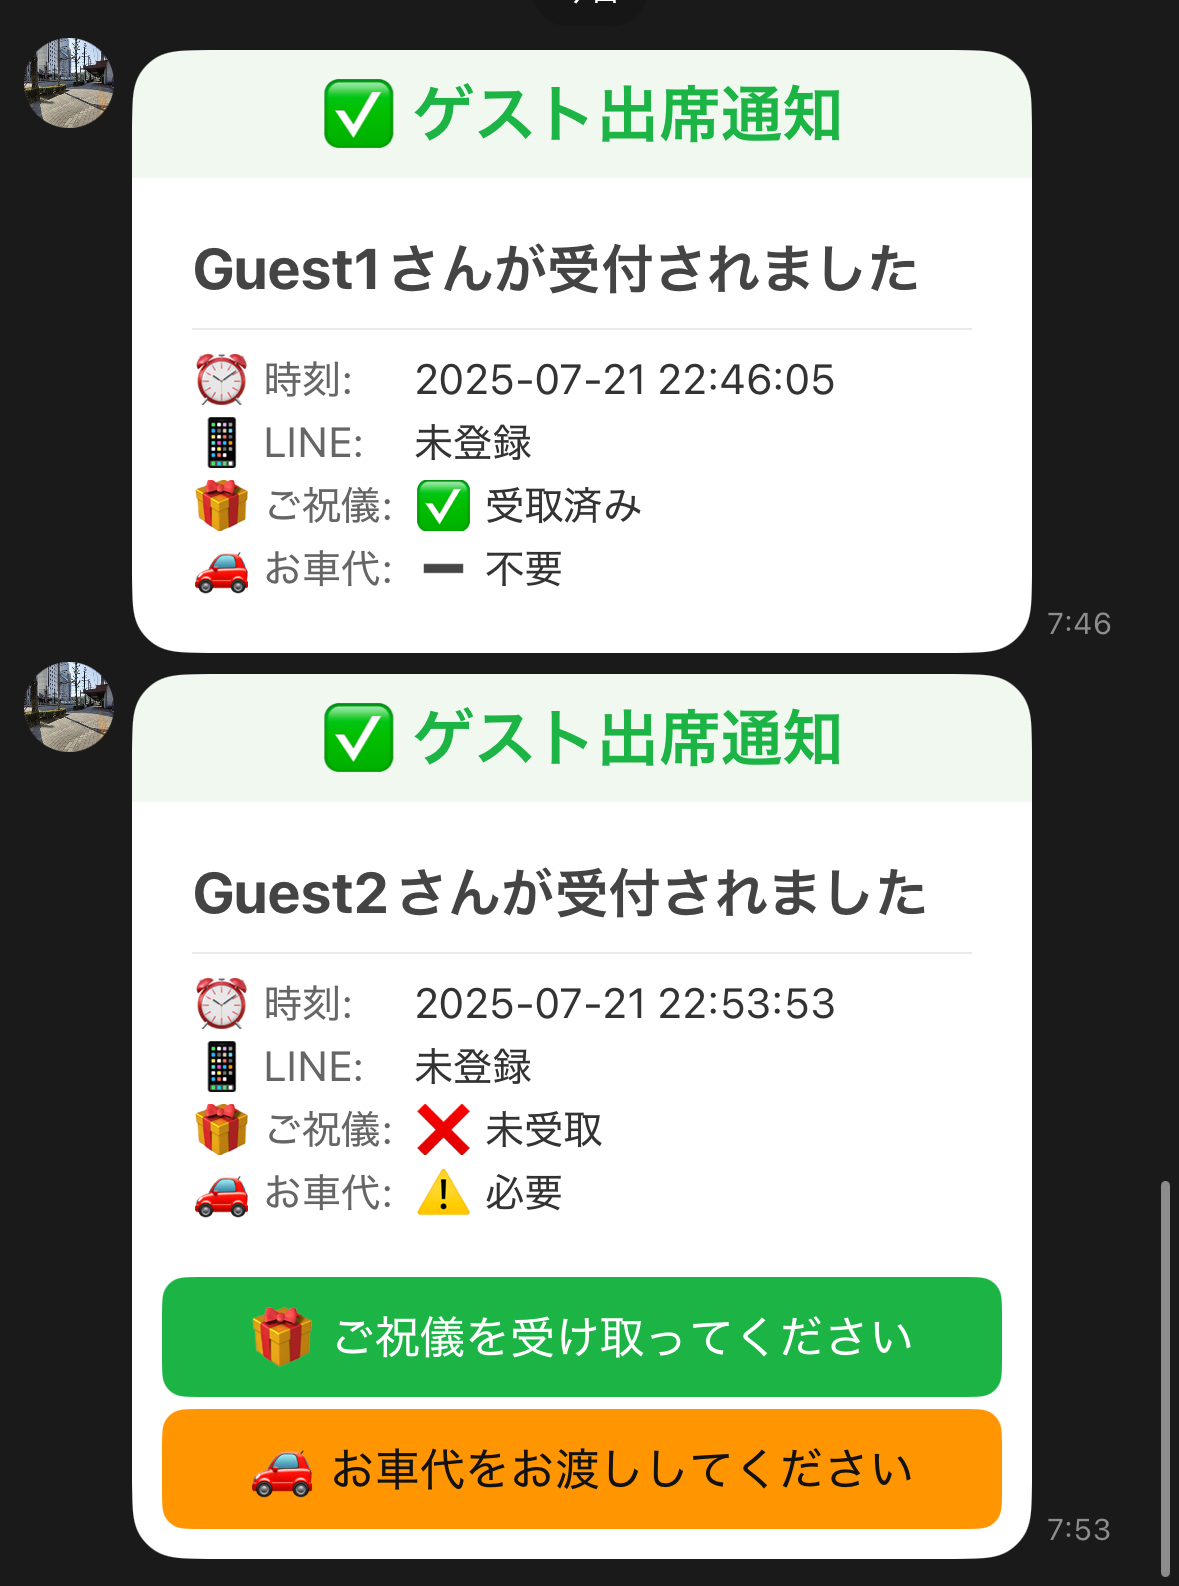 ✅ ゲスト出席通知
Guest1さんが受付されました
⏰ 時刻: 2025-07-21 22:46:05
📱 LINE: 未登録
🎁 ご祝儀: ✅ 受取済み
🚗 お車代: ➖ 不要
7:46
✅ ゲスト出席通知
Guest2さんが受付されました
⏰ 時刻: 2025-07-21 22:53:53
📱 LINE: 未登録
🎁 ご祝儀: ❌ 未受取
🚗 お車代: ⚠️ 必要
🎁 ご祝儀を受け取ってください
🚗 お車代をお渡ししてください
7:53